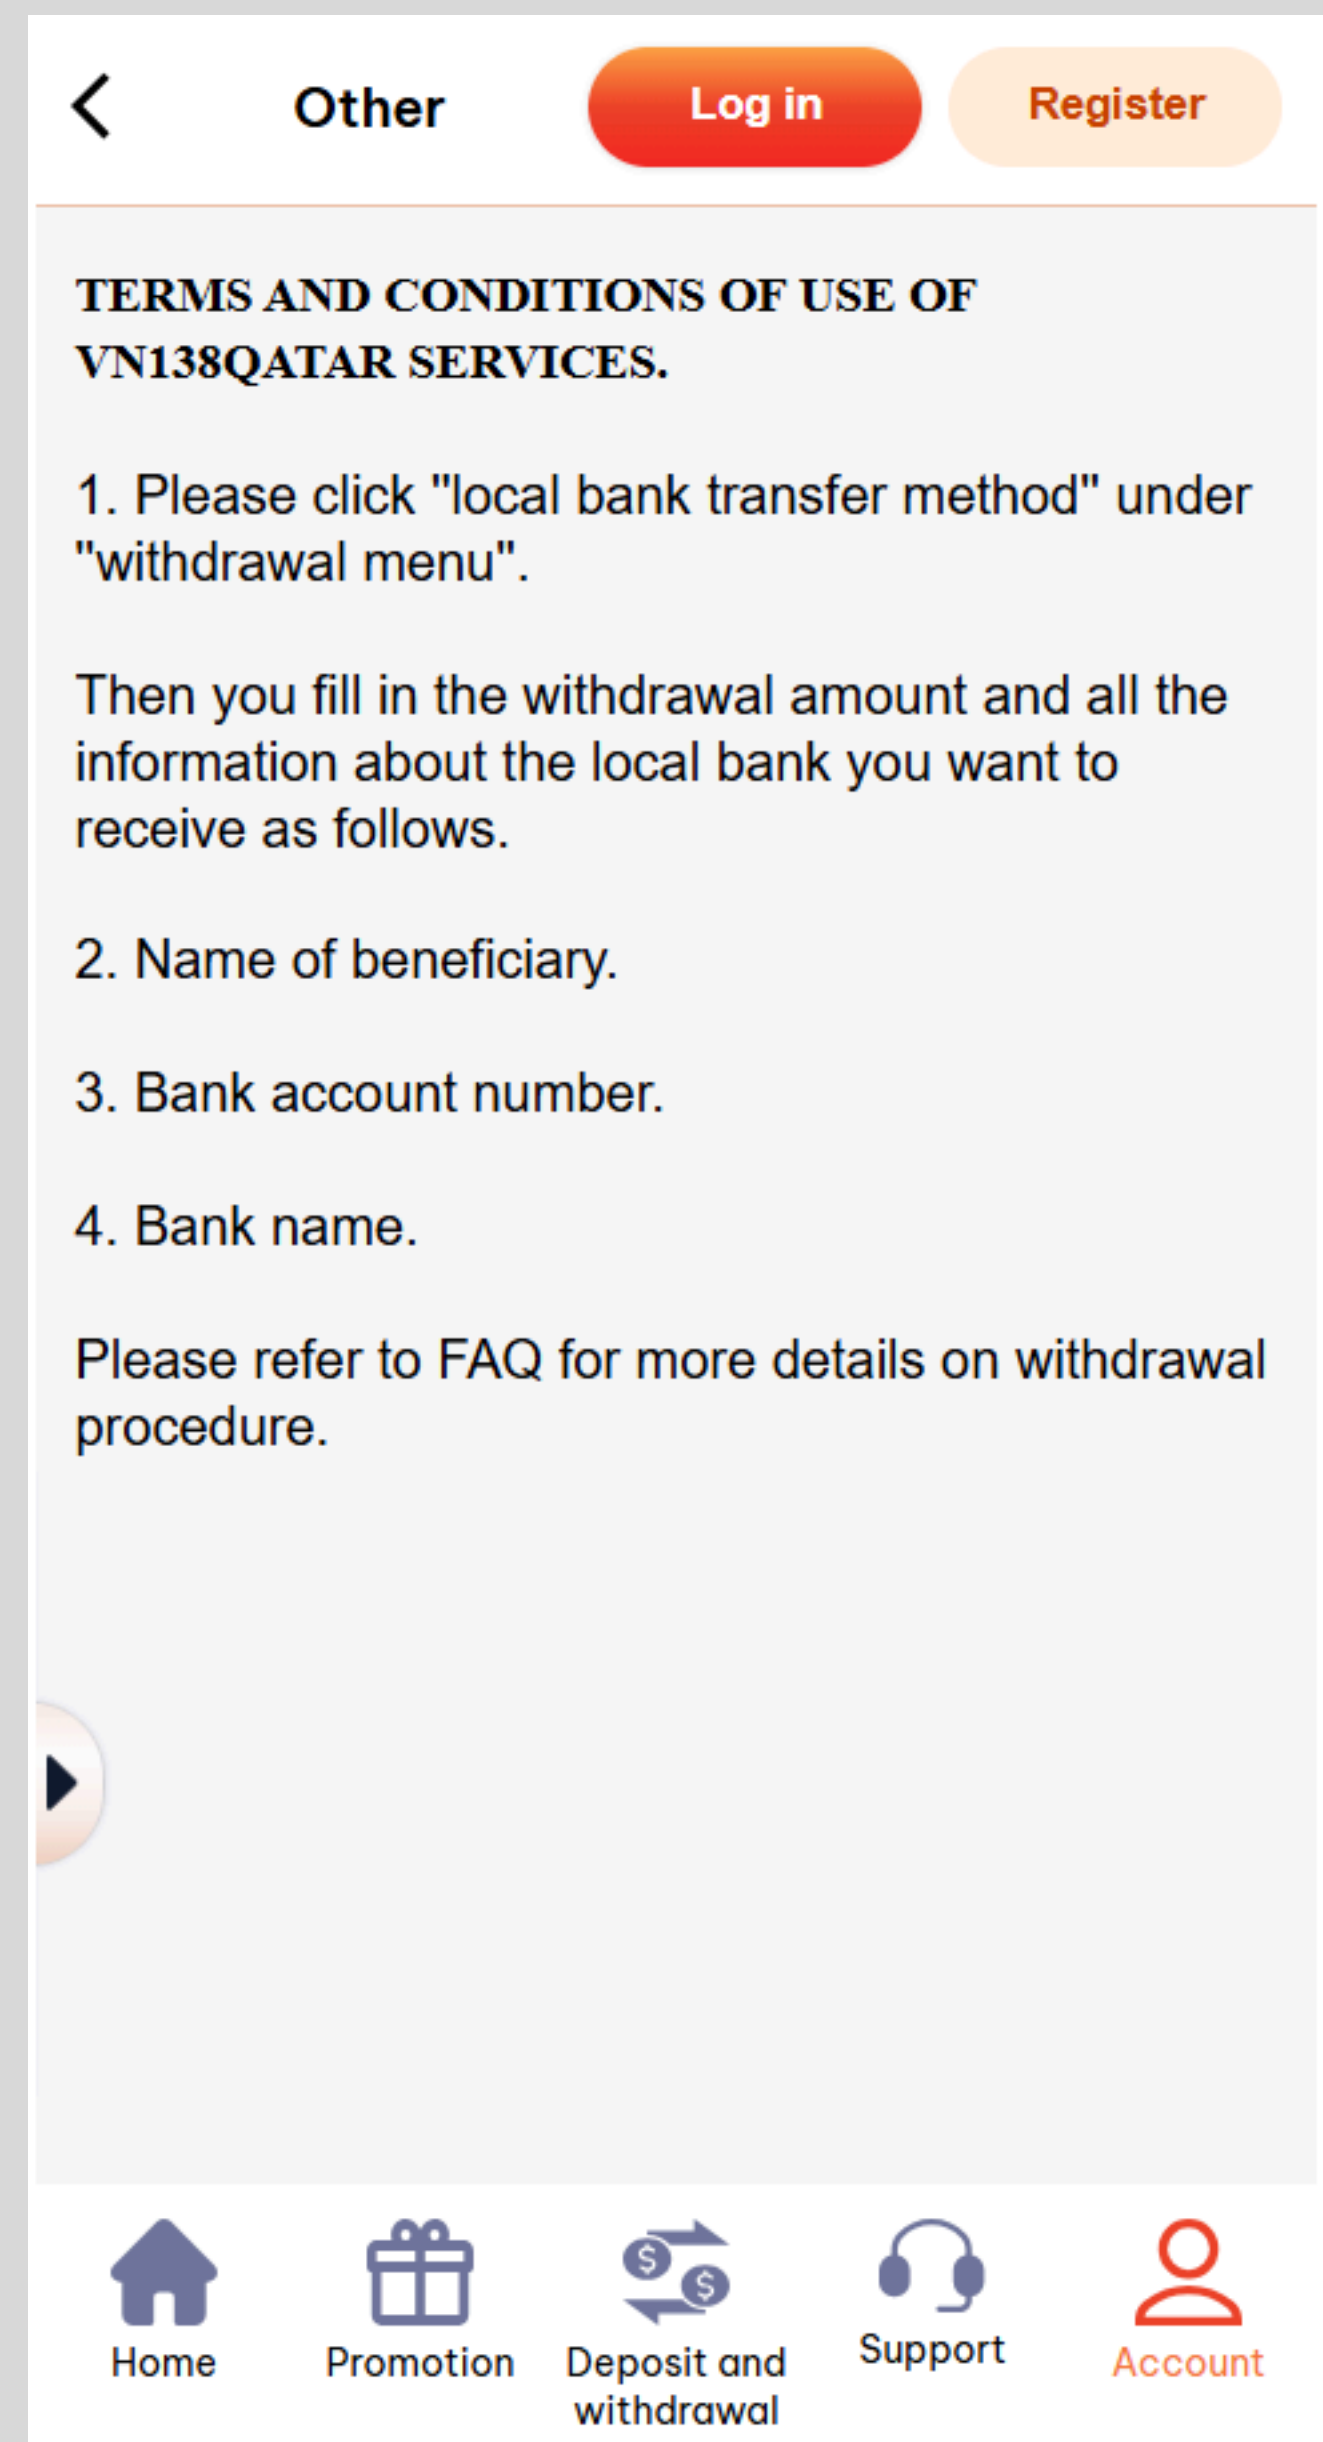 Other
Log in
Register
TERMS AND CONDITIONS OF USE OF
VN138QATAR SERVICES.
1. Please click "local bank transfer method" under
"withdrawal menu".
Then you fill in the withdrawal amount and all the
information about the local bank you want to
receive as follows.
2. Name of beneficiary.
3. Bank account number.
4. Bank name.
Please refer to FAQ for more details on withdrawal
procedure.
Home
Promotion
Deposit and
withdrawal
Support
Account